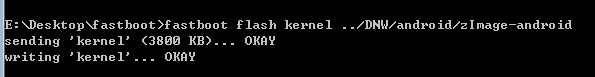 E:\Desktop\fastboot>fastboot flash kernel ../DNW/android/zImage-android
sending 'kernel' (3800 KB)... OKAY
writing 'kernel'... OKAY